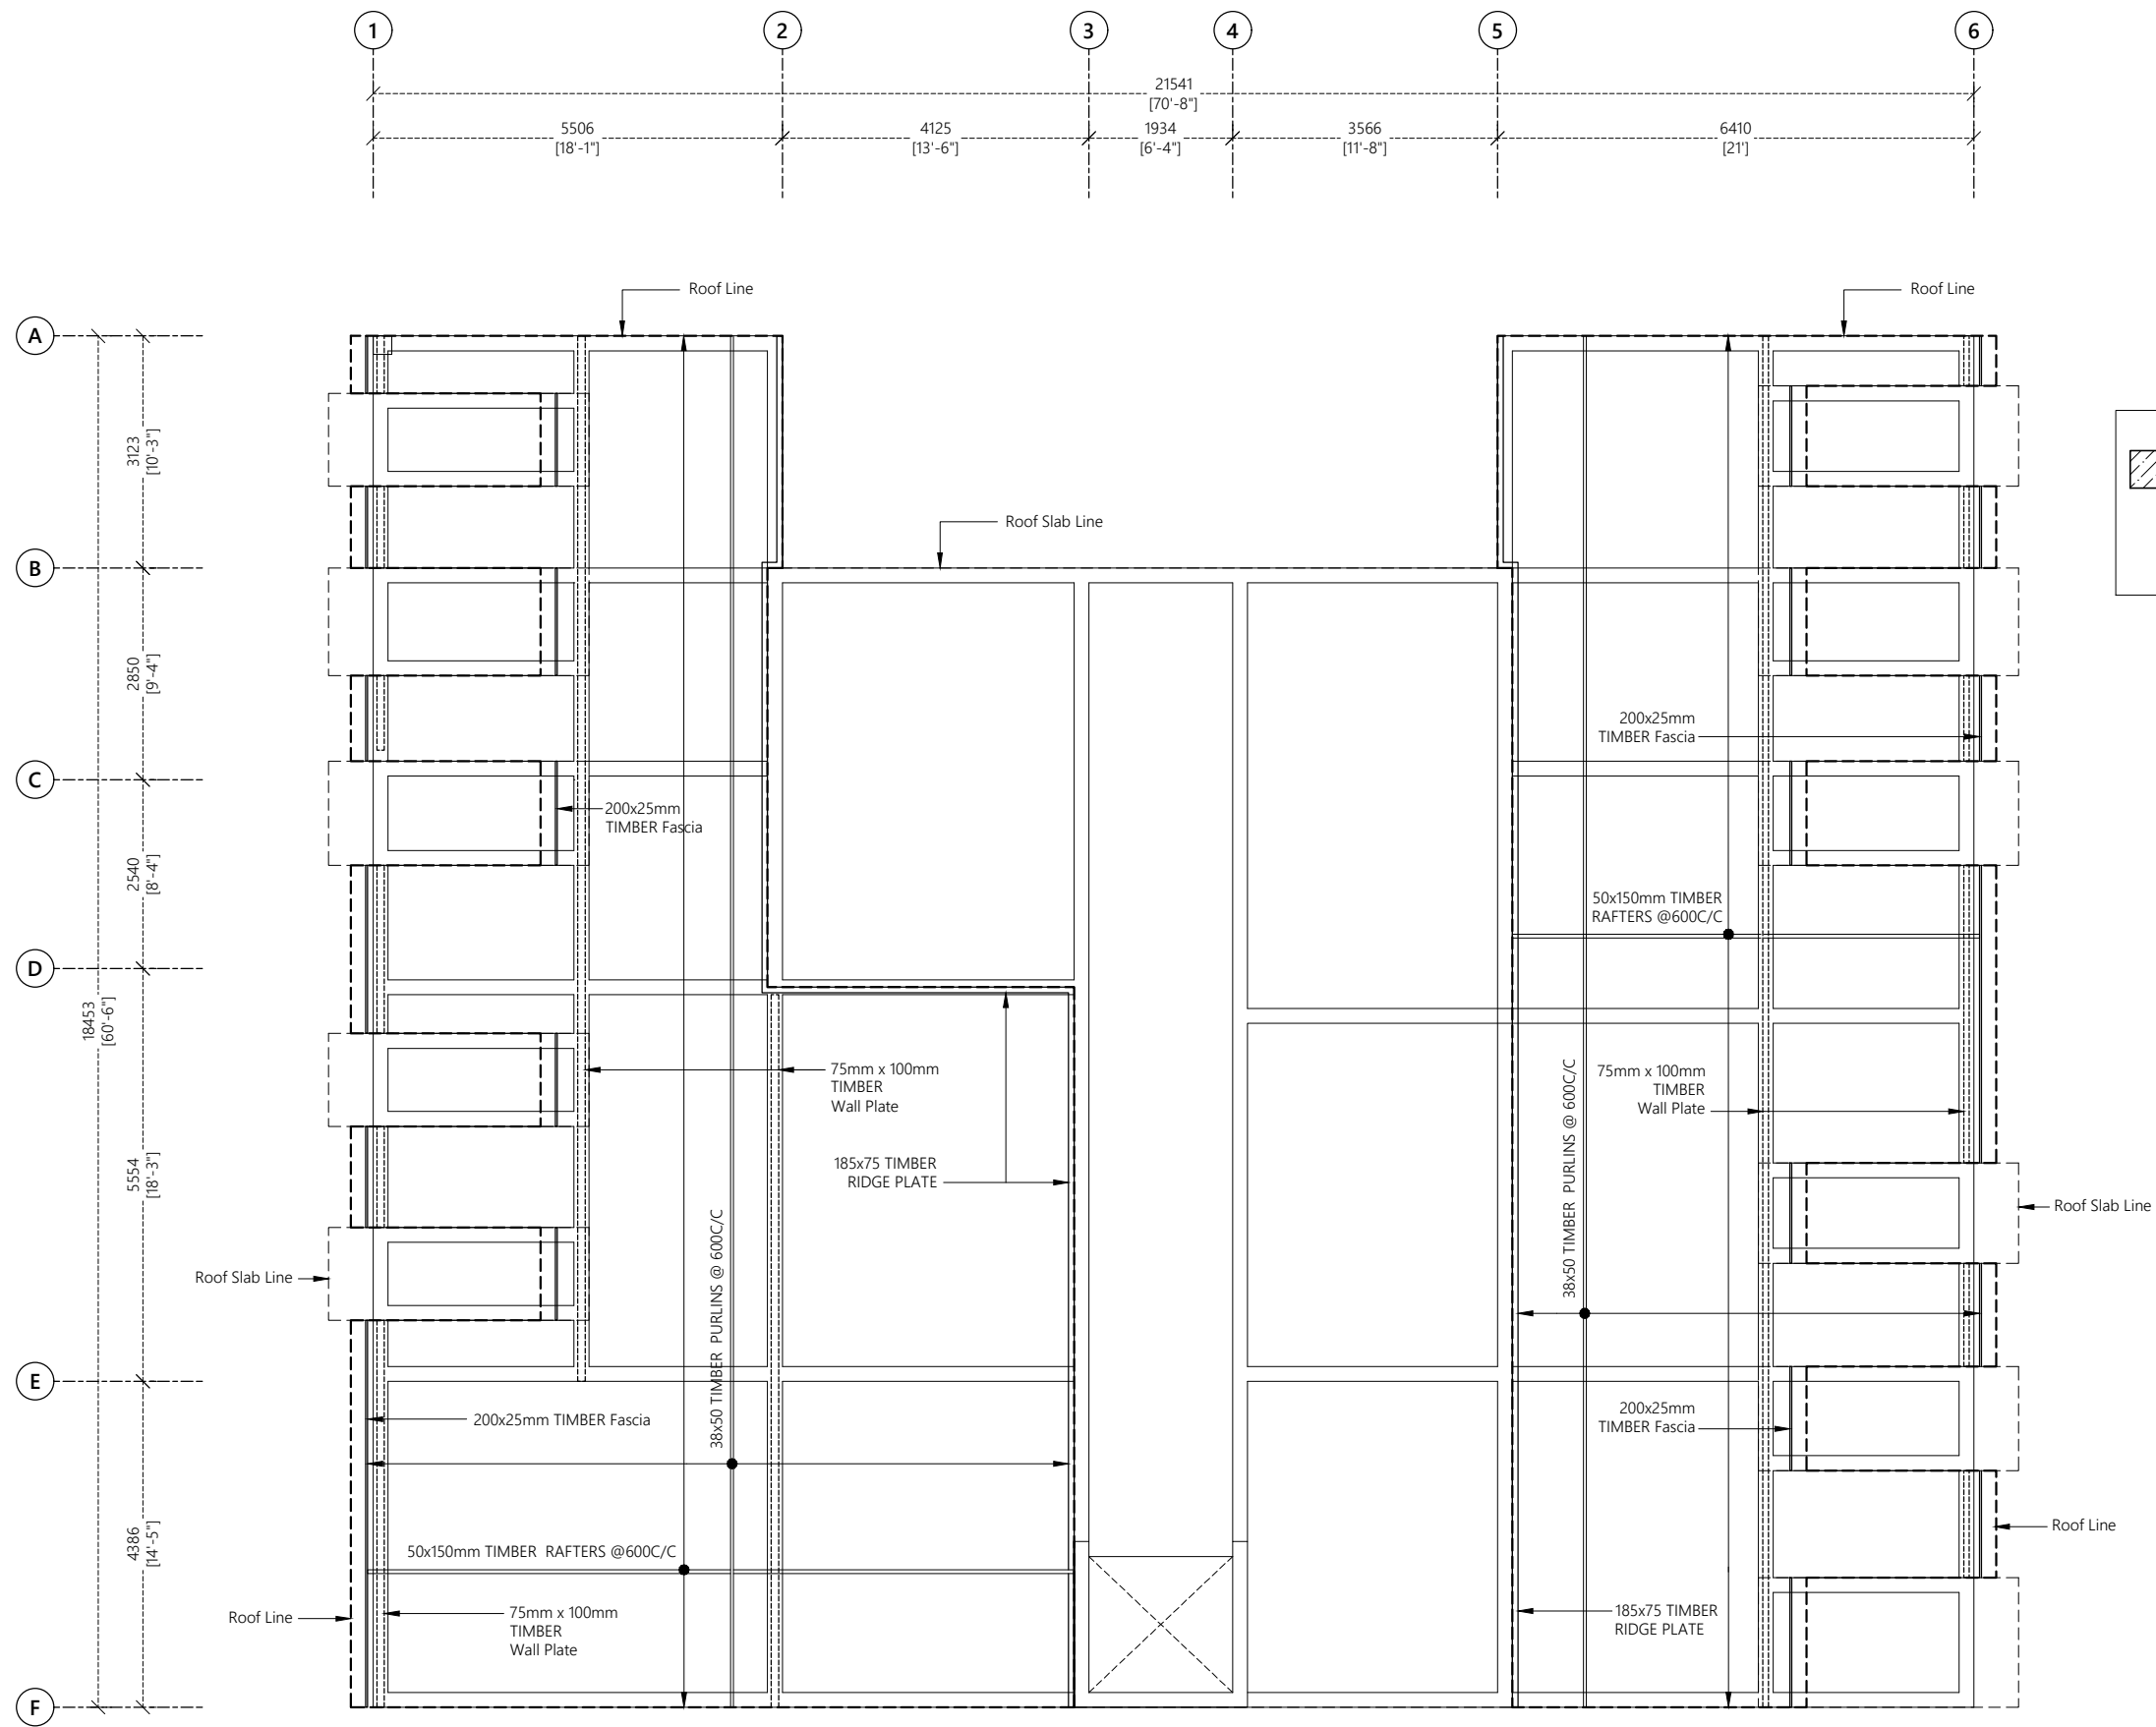 1
2
3
4
5
6
21541
[70'-8"]
5506
[18'-1"]
4125
[13'-6"]
1934
[6'-4"]
3566
[11'-8"]
6410
[21']
Roof Line
Roof Line
A
3123
[10'-3"]
Roof Slab Line
B
2850
[9'-4"]
200x25mm
TIMBER Fascia
C
200x25mm
TIMBER Fascia
2540
[8'-4"]
50x150mm TIMBER
RAFTERS @600C/C
D
18453
[60'-6"]
75mm x 100mm
TIMBER
Wall Plate
75mm x 100mm
TIMBER
Wall Plate
38x50 TIMBER PURLINS @ 600C/C
185x75 TIMBER
RIDGE PLATE
5554
[18'-3"]
Roof Slab Line
Roof Slab Line
38x50 TIMBER PURLINS @ 600C/C
E
200x25mm TIMBER Fascia
200x25mm
TIMBER Fascia
4386
[14'-5"]
Roof Line
50x150mm TIMBER RAFTERS @600C/C
Roof Line
75mm x 100mm
TIMBER
Wall Plate
185x75 TIMBER
RIDGE PLATE
F